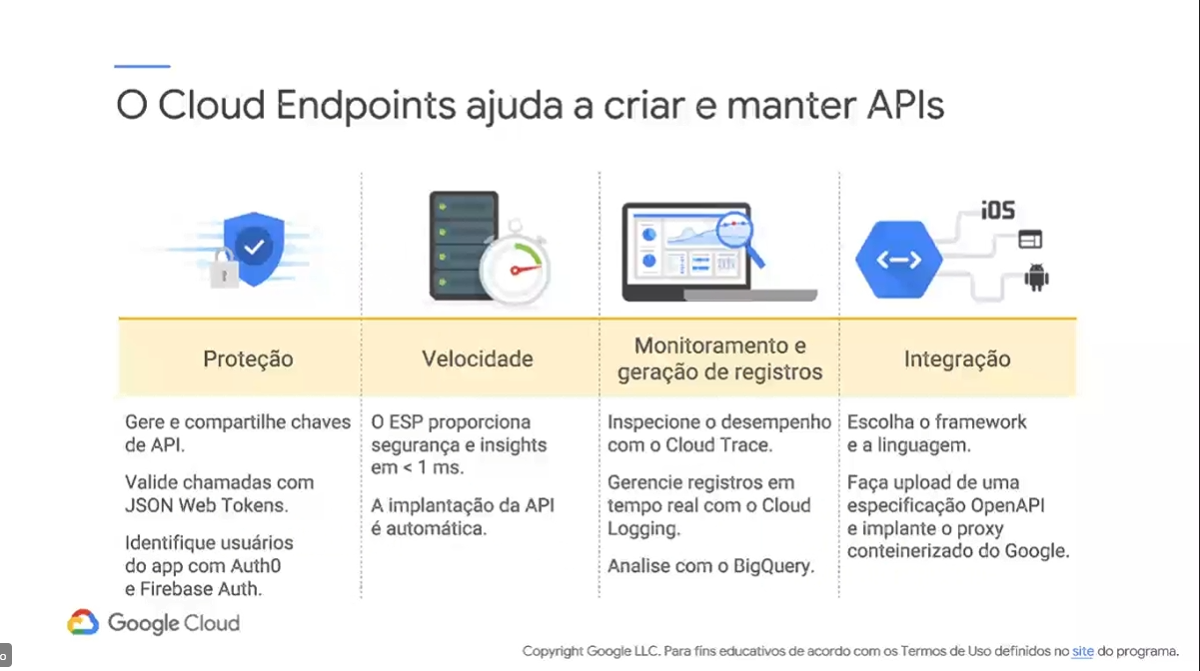 O Cloud Endpoints ajuda a criar e manter APIs
iOS
Proteção
Gere e compartilhe chaves
de API.
Valide chamadas com
JSON Web Tokens.
Identifique usuários
do app com Auth0
e Firebase Auth.
Velocidade
O ESP proporciona
segurança e insights
em < 1 ms.
A implantação da API
é automática.
Monitoramento e
geração de registros
Inspecione o desempenho
com o Cloud Trace.
Gerencie registros em
tempo real com o Cloud
Logging.
Analise com o BigQuery.
Integração
Escolha o framework
e a linguagem.
Faça upload de uma
especificação OpenAPI
e implante o proxy
conteinerizado do Google.
Google Cloud
Copyright Google LLC. Para fins educativos de acordo com os Termos de Uso definidos no site do programa.
o